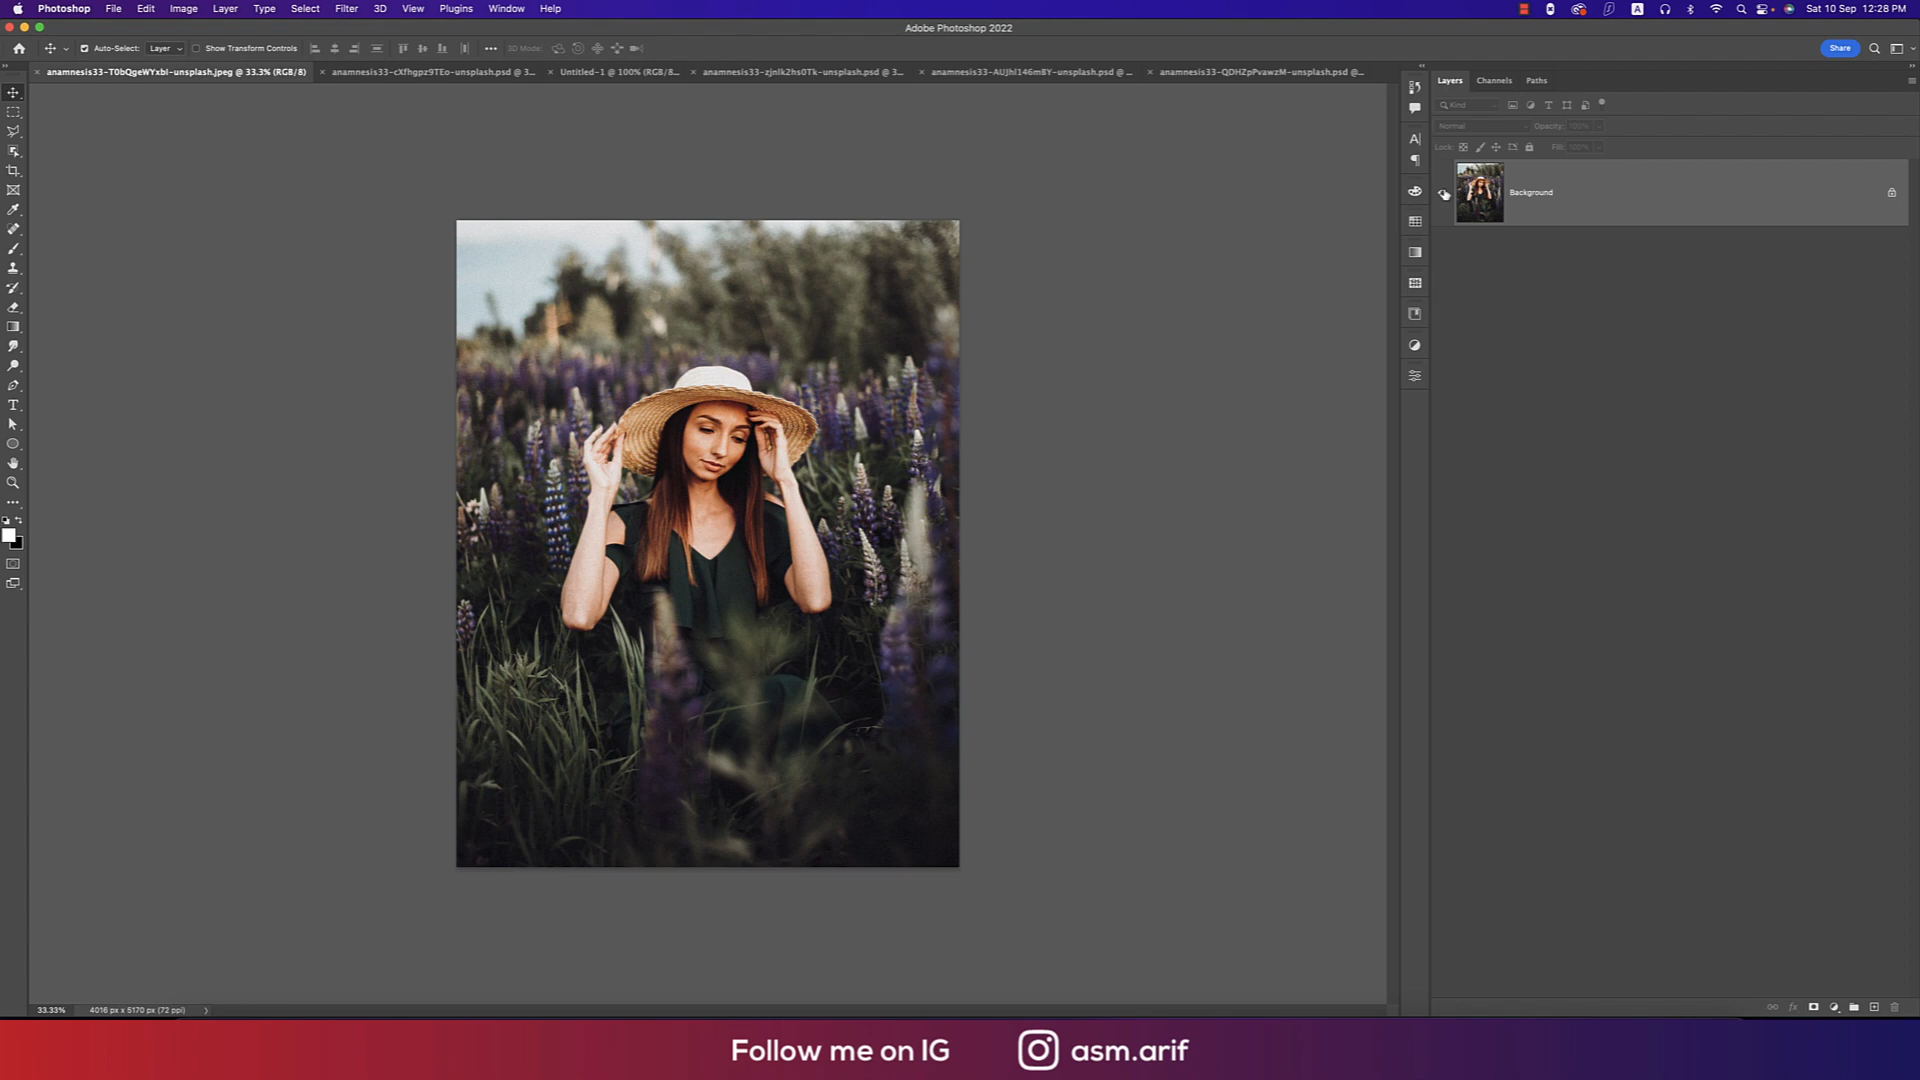 Photoshop File Edit Image Layer Type Select Filter 3D View Plugins Window Help
A Sat 10 Sep 12:28 PM
Adobe Photoshop 2022
Auto-Select: Layer Show Transform Controls 3D Mode: Share
anamnesis33-T0bQgeWYxbI-unsplash.jpeg @ 33.3% (RGB/8) anamnesis33-cXfhgpz9TEo-unsplash.psd @ 3... Untitled-1 @ 100% (RGB/8... anamnesis33-zjnlk2hs0Tk-unsplash.psd @ 3... anamnesis33-AUJhl146mBY-unsplash.psd @ ... anamnesis33-QDHZpPvawzM-unsplash.psd @...
Layers Channels Paths
Kind
Normal Opacity: 100%
Lock: Fill: 100%
Background
33.33% 4016 px x 5170 px (72 ppi)
Follow me on IG asm.arif